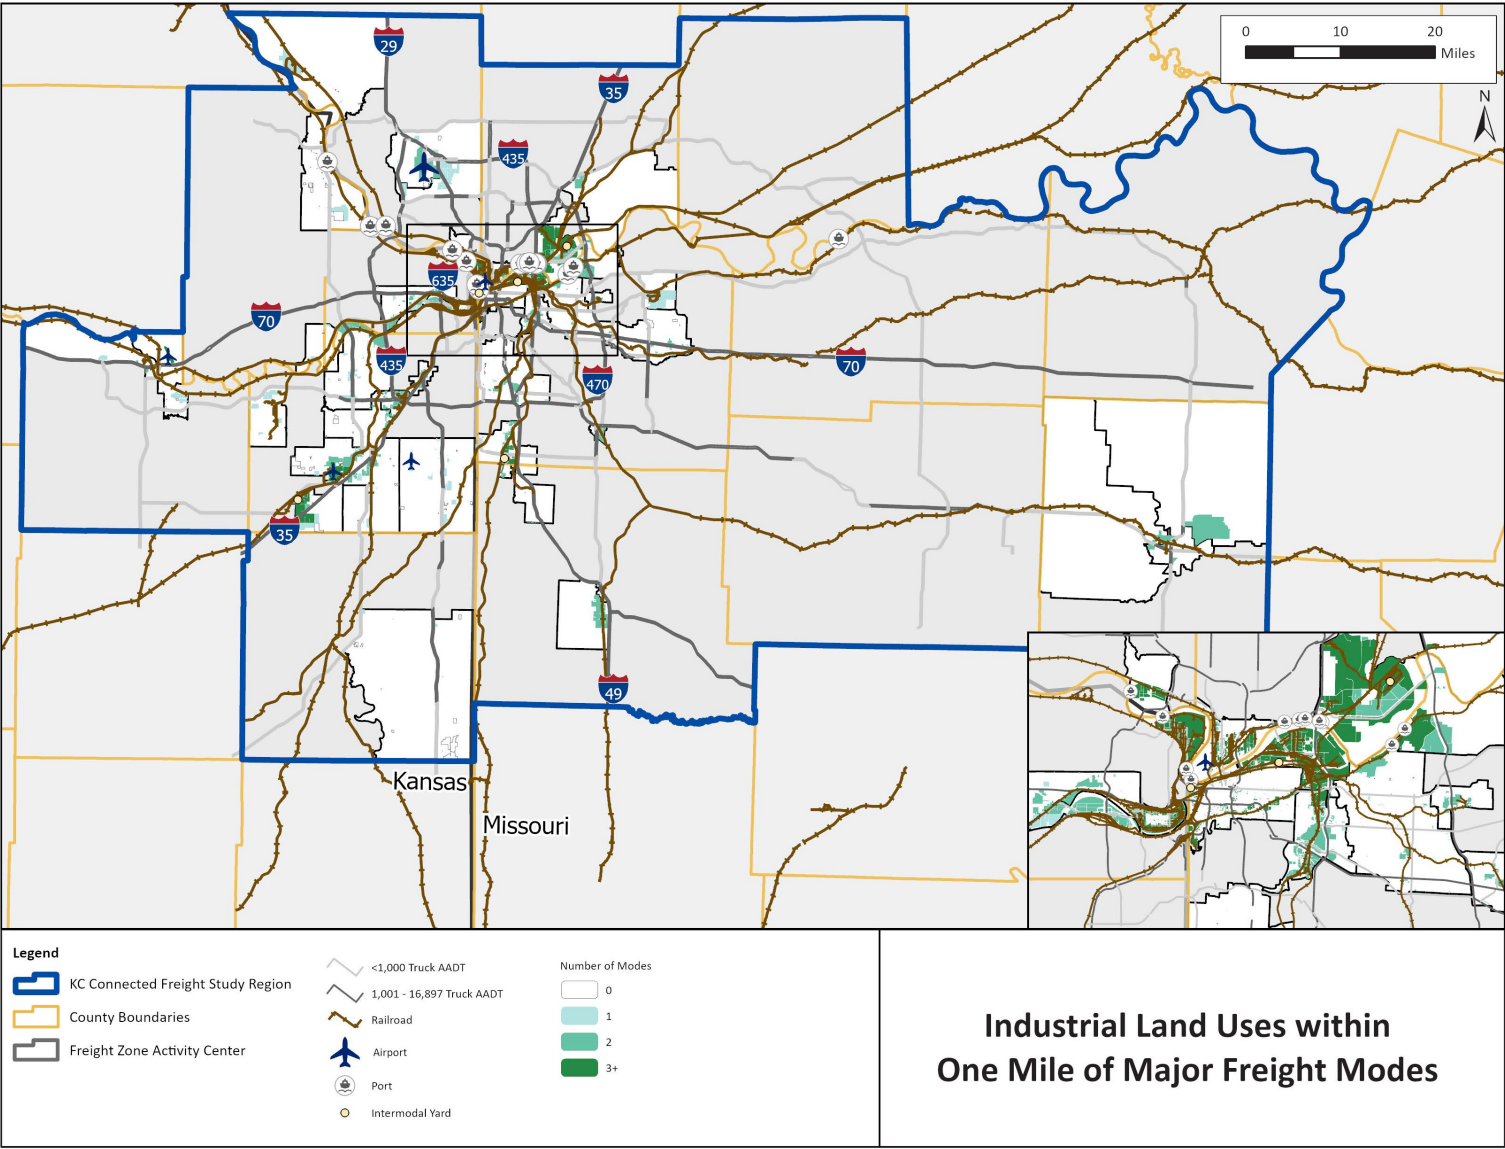 0 10 20
Miles
N
29
35
435
635
70
435
470
70
35
49
Kansas
Missouri
Legend
KC Connected Freight Study Region
County Boundaries
Freight Zone Activity Center
<1,000 Truck AADT
1,001 - 16,897 Truck AADT
Railroad
Airport
Port
Intermodal Yard
Number of Modes
0
1
2
3+
Industrial Land Uses within
One Mile of Major Freight Modes